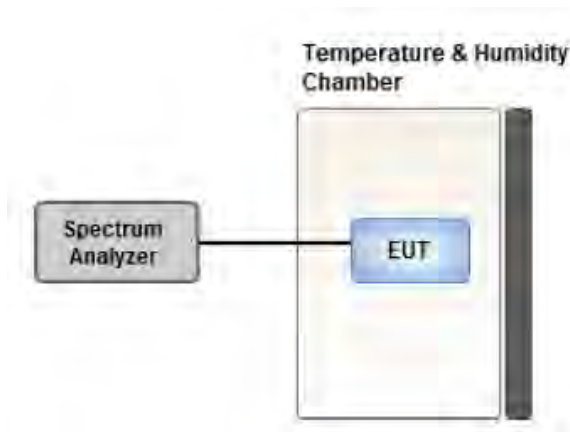 Temperature & Humidity
Chamber
Spectrum
Analyzer
EUT